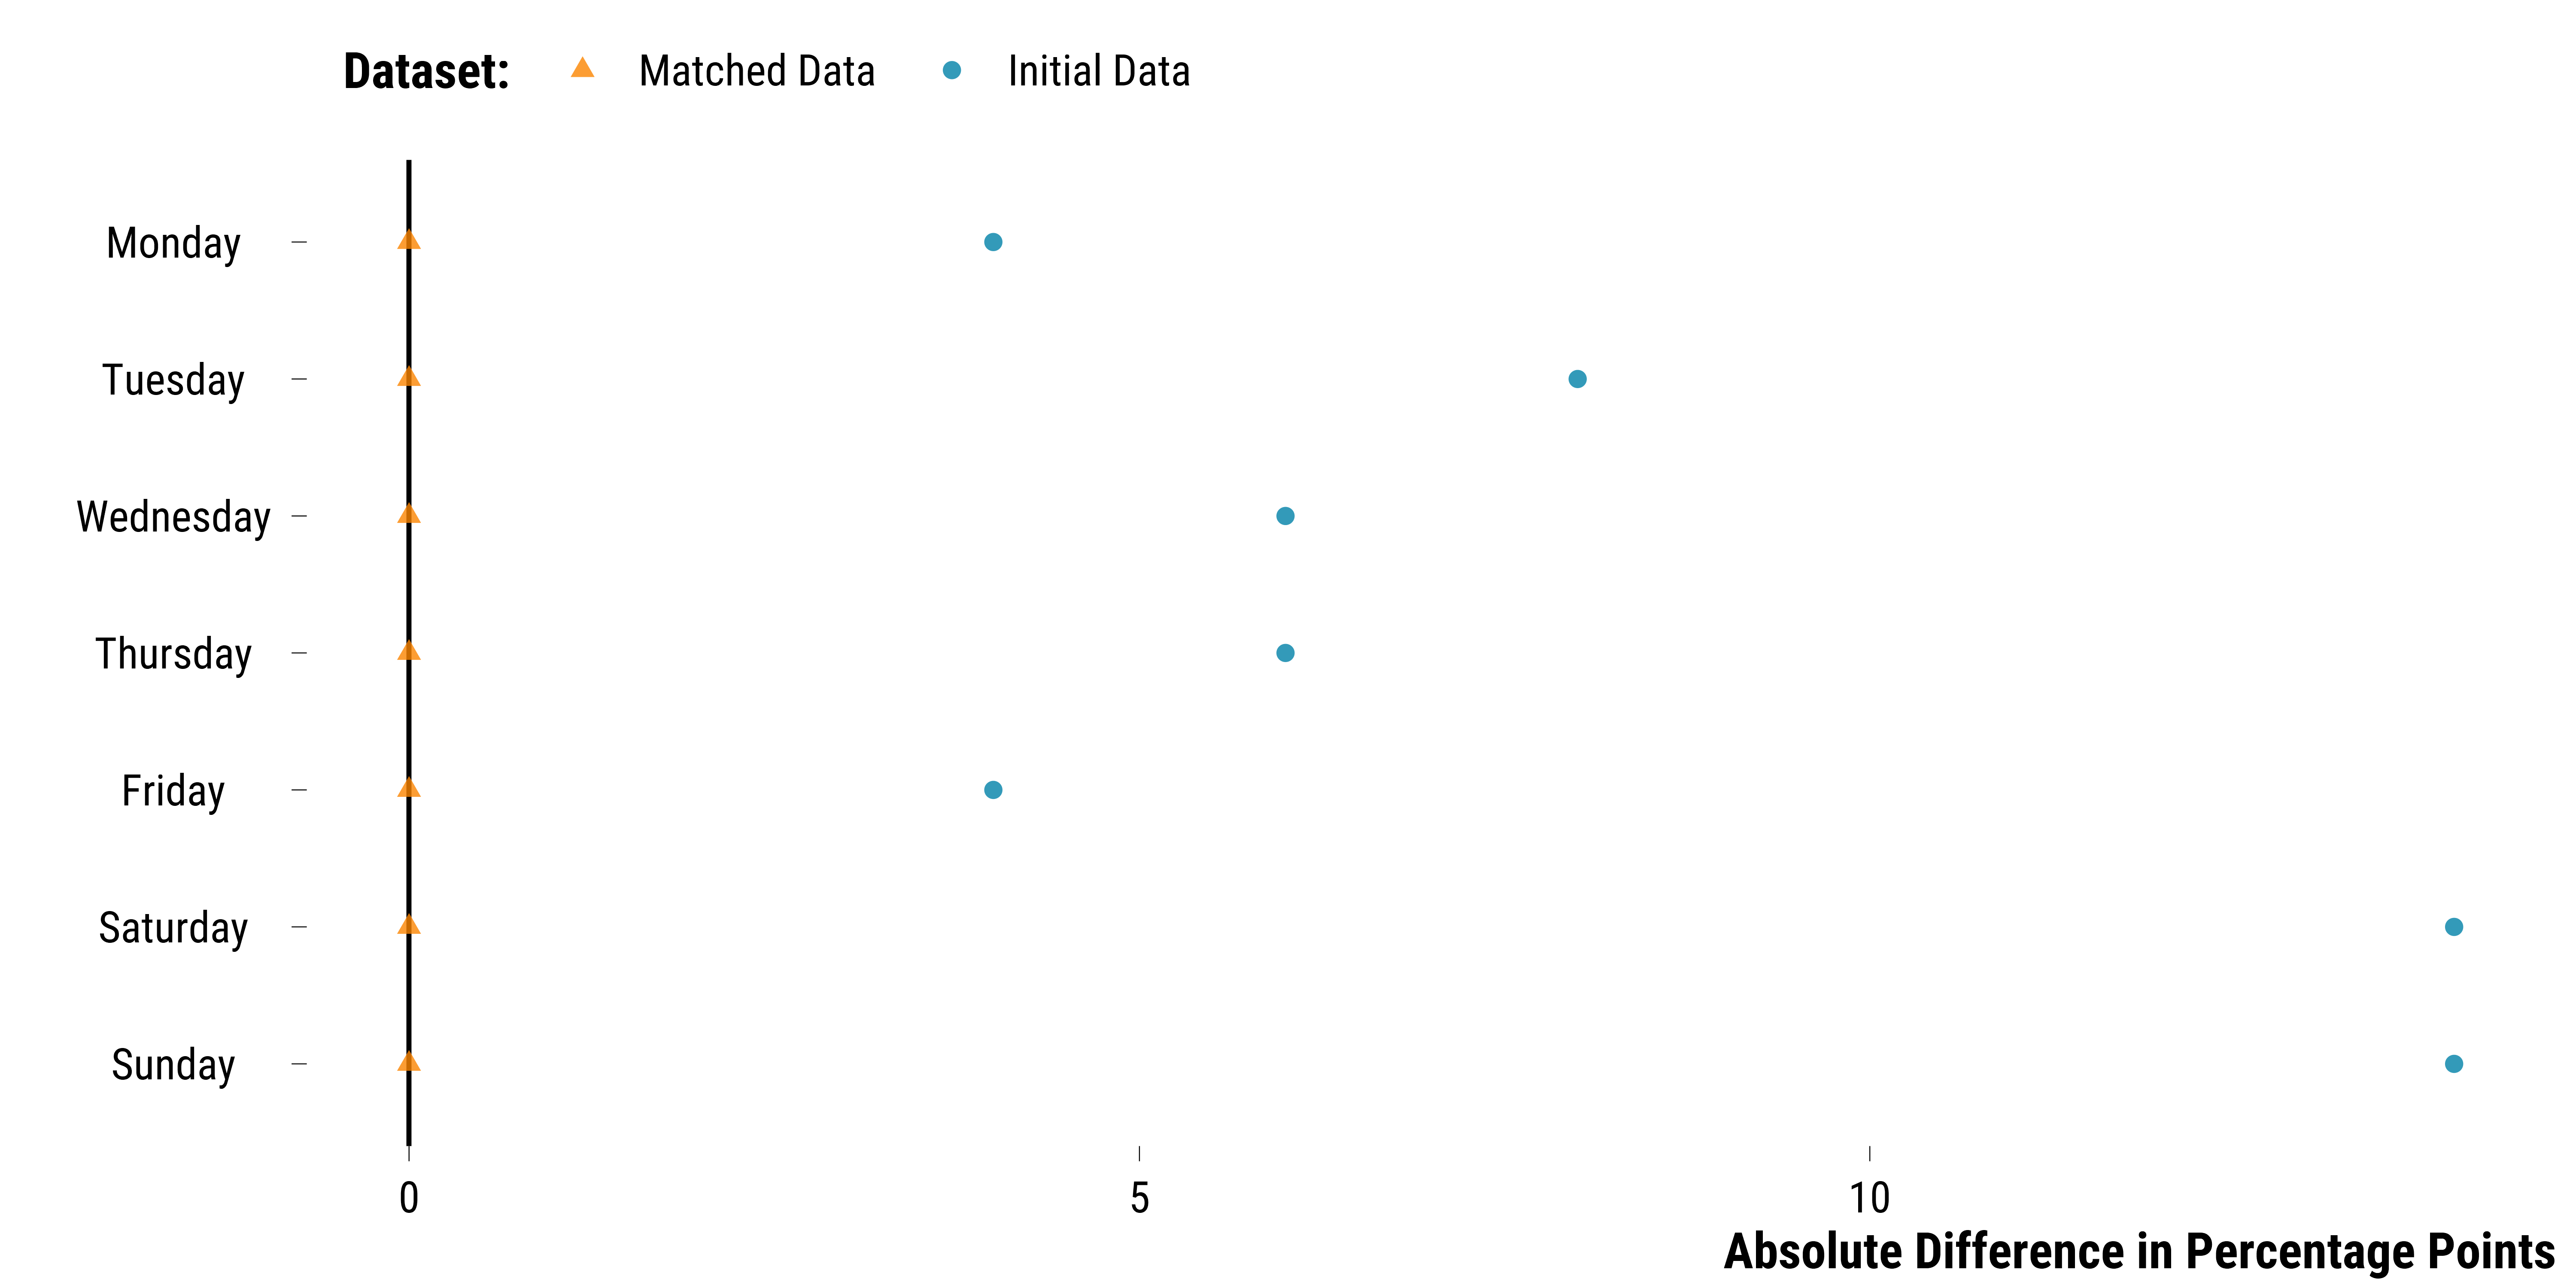 Dataset: Matched Data Initial Data
Monday
Tuesday
Wednesday
Thursday
Friday
Saturday
Sunday
0 5 10
Absolute Difference in Percentage Points